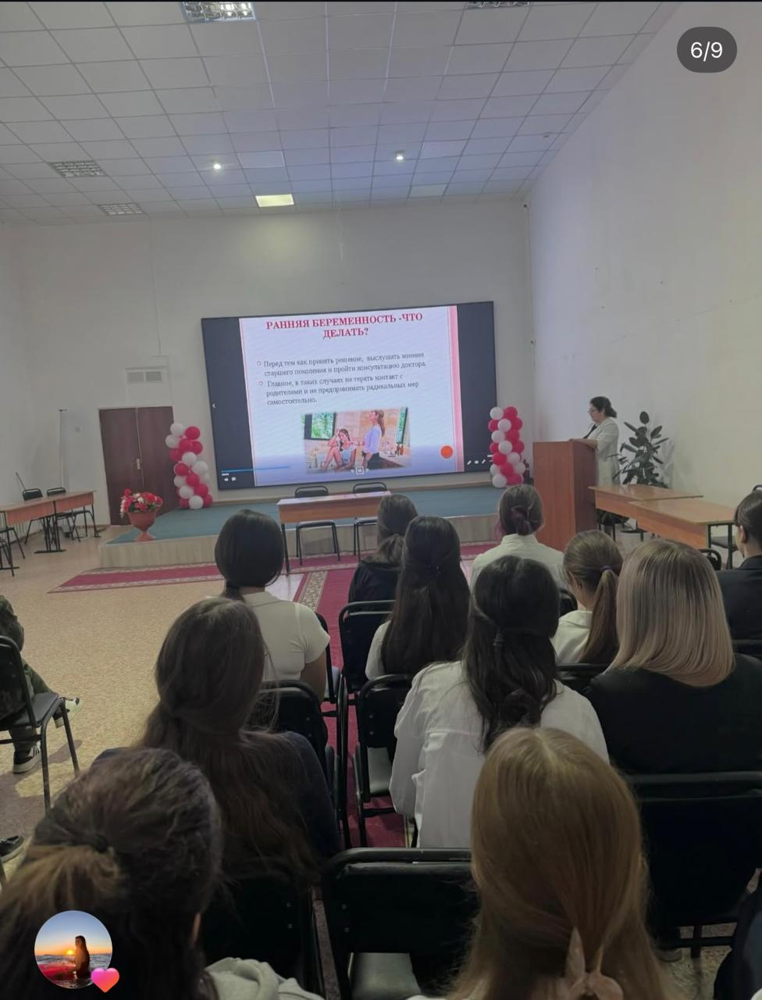 6/9
РАННЯЯ БЕРЕМЕННОСТЬ -ЧТО
ДЕЛАТЬ?
Перед тем как принять решение, выслушать мнение
старшего поколения и пройти консультацию доктора.
Главное, в таких случаях не терять контакт с
родителями и не предпринимать радикальных мер
самостоятельно.